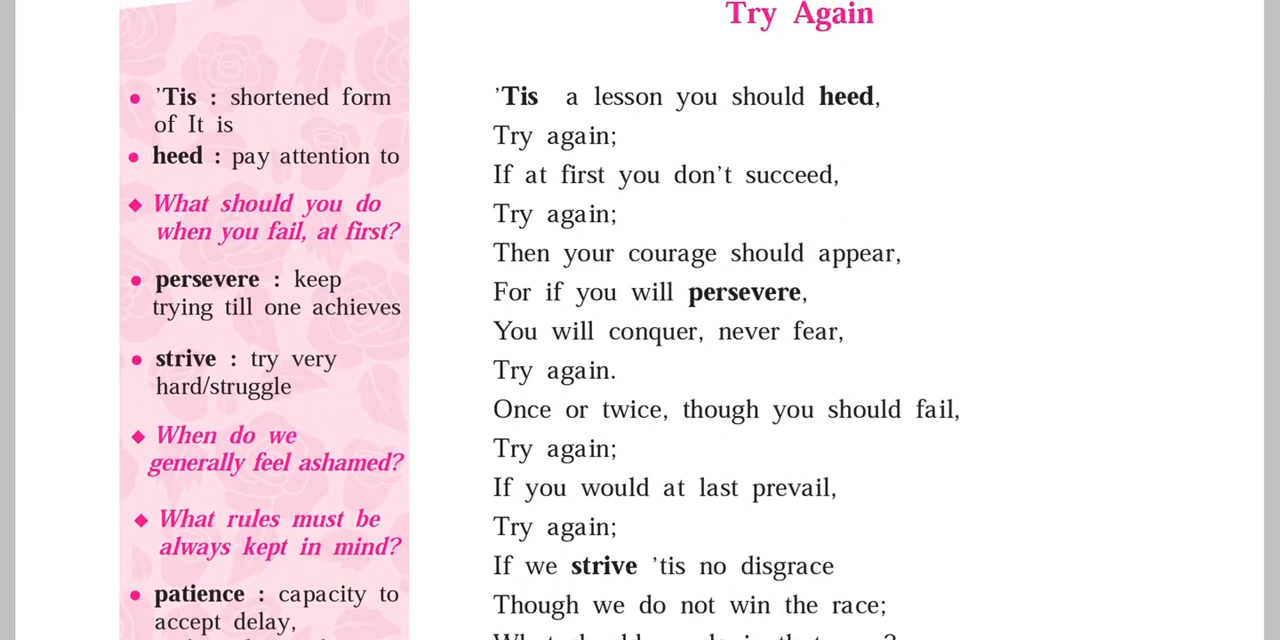 Try Again
’Tis : shortened form
of It is
heed : pay attention to
What should you do
when you fail, at first?
persevere : keep
trying till one achieves
strive : try very
hard/struggle
When do we
generally feel ashamed?
What rules must be
always kept in mind?
patience : capacity to
accept delay,
’Tis a lesson you should heed,
Try again;
If at first you don’t succeed,
Try again;
Then your courage should appear,
For if you will persevere,
You will conquer, never fear,
Try again.
Once or twice, though you should fail,
Try again;
If you would at last prevail,
Try again;
If we strive ’tis no disgrace
Though we do not win the race;